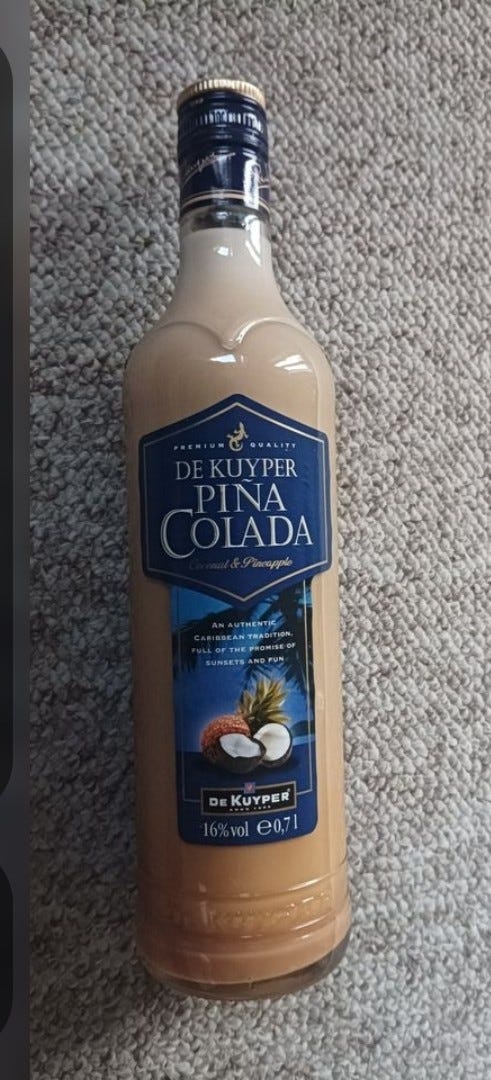 PREMIUM QUALITY
DE KUYPER
PIÑA
COLADA
Coconut & Pineapple
AN AUTHENTIC
CARIBBEAN TRADITION,
FULL OF THE PROMISE OF
SUNSETS AND FUN
DE KUYPER
16%vol ℮0,7 l